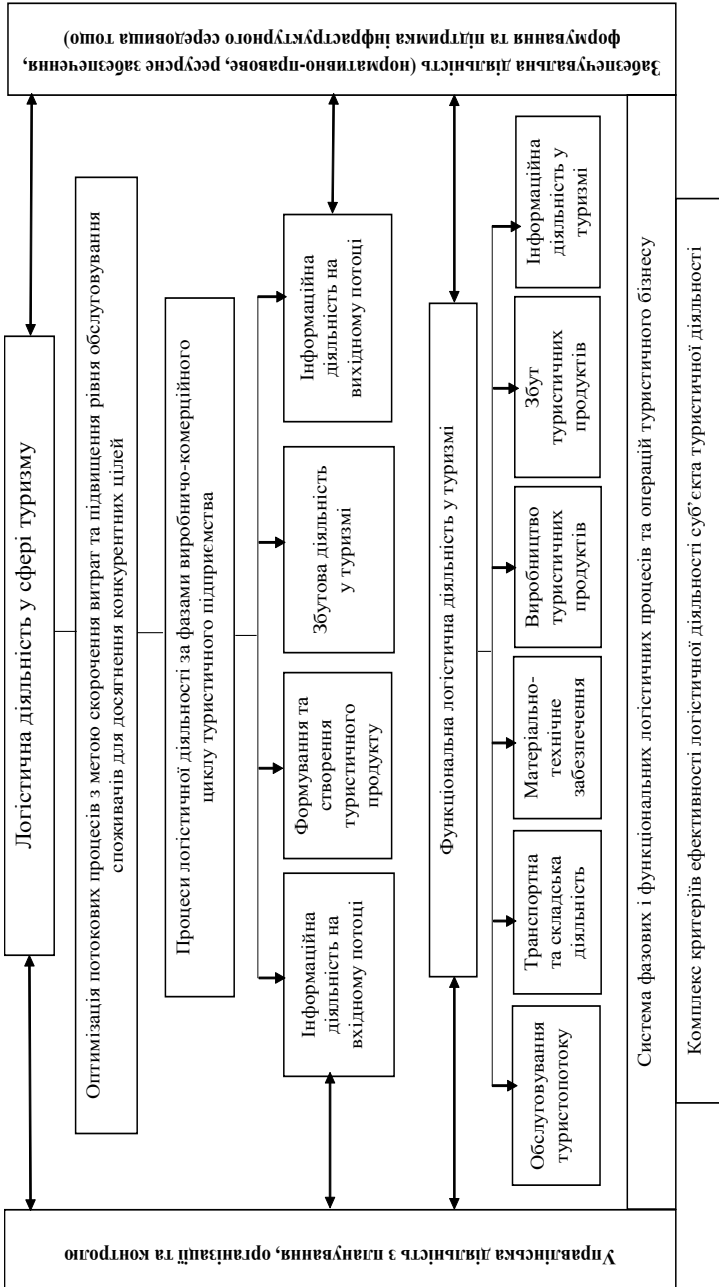 Логістична діяльність у сфері туризму
Оптимізація потокових процесів з метою скорочення витрат та підвищення рівня обслуговування
споживачів для досягнення конкурентних цілей
Процеси логістичної діяльності за фазами виробничо-комерційного
циклу туристичного підприємства
Інформаційна
діяльність на
вхідному потоці
Формування та
створення
туристичного
продукту
Збутова діяльність
у туризмі
Інформаційна
діяльність на
вихідному потоці
Функціональна логістична діяльність у туризмі
Обслуговування
туристопотоку
Транспортна
та складська
діяльність
Матеріально-
технічне
забезпечення
Виробництво
туристичних
продуктів
Збут
туристичних
продуктів
Інформаційна
діяльність у
туризмі
Система фазових і функціональних логістичних процесів та операцій туристичного бізнесу
Комплекс критеріїв ефективності логістичної діяльності суб’єкта туристичної діяльності
Управлінська діяльність з планування, організації та контролю
Забезпечувальна діяльність (нормативно-правове, ресурсне забезпечення,
формування та підтримка інфраструктурного середовища тощо)